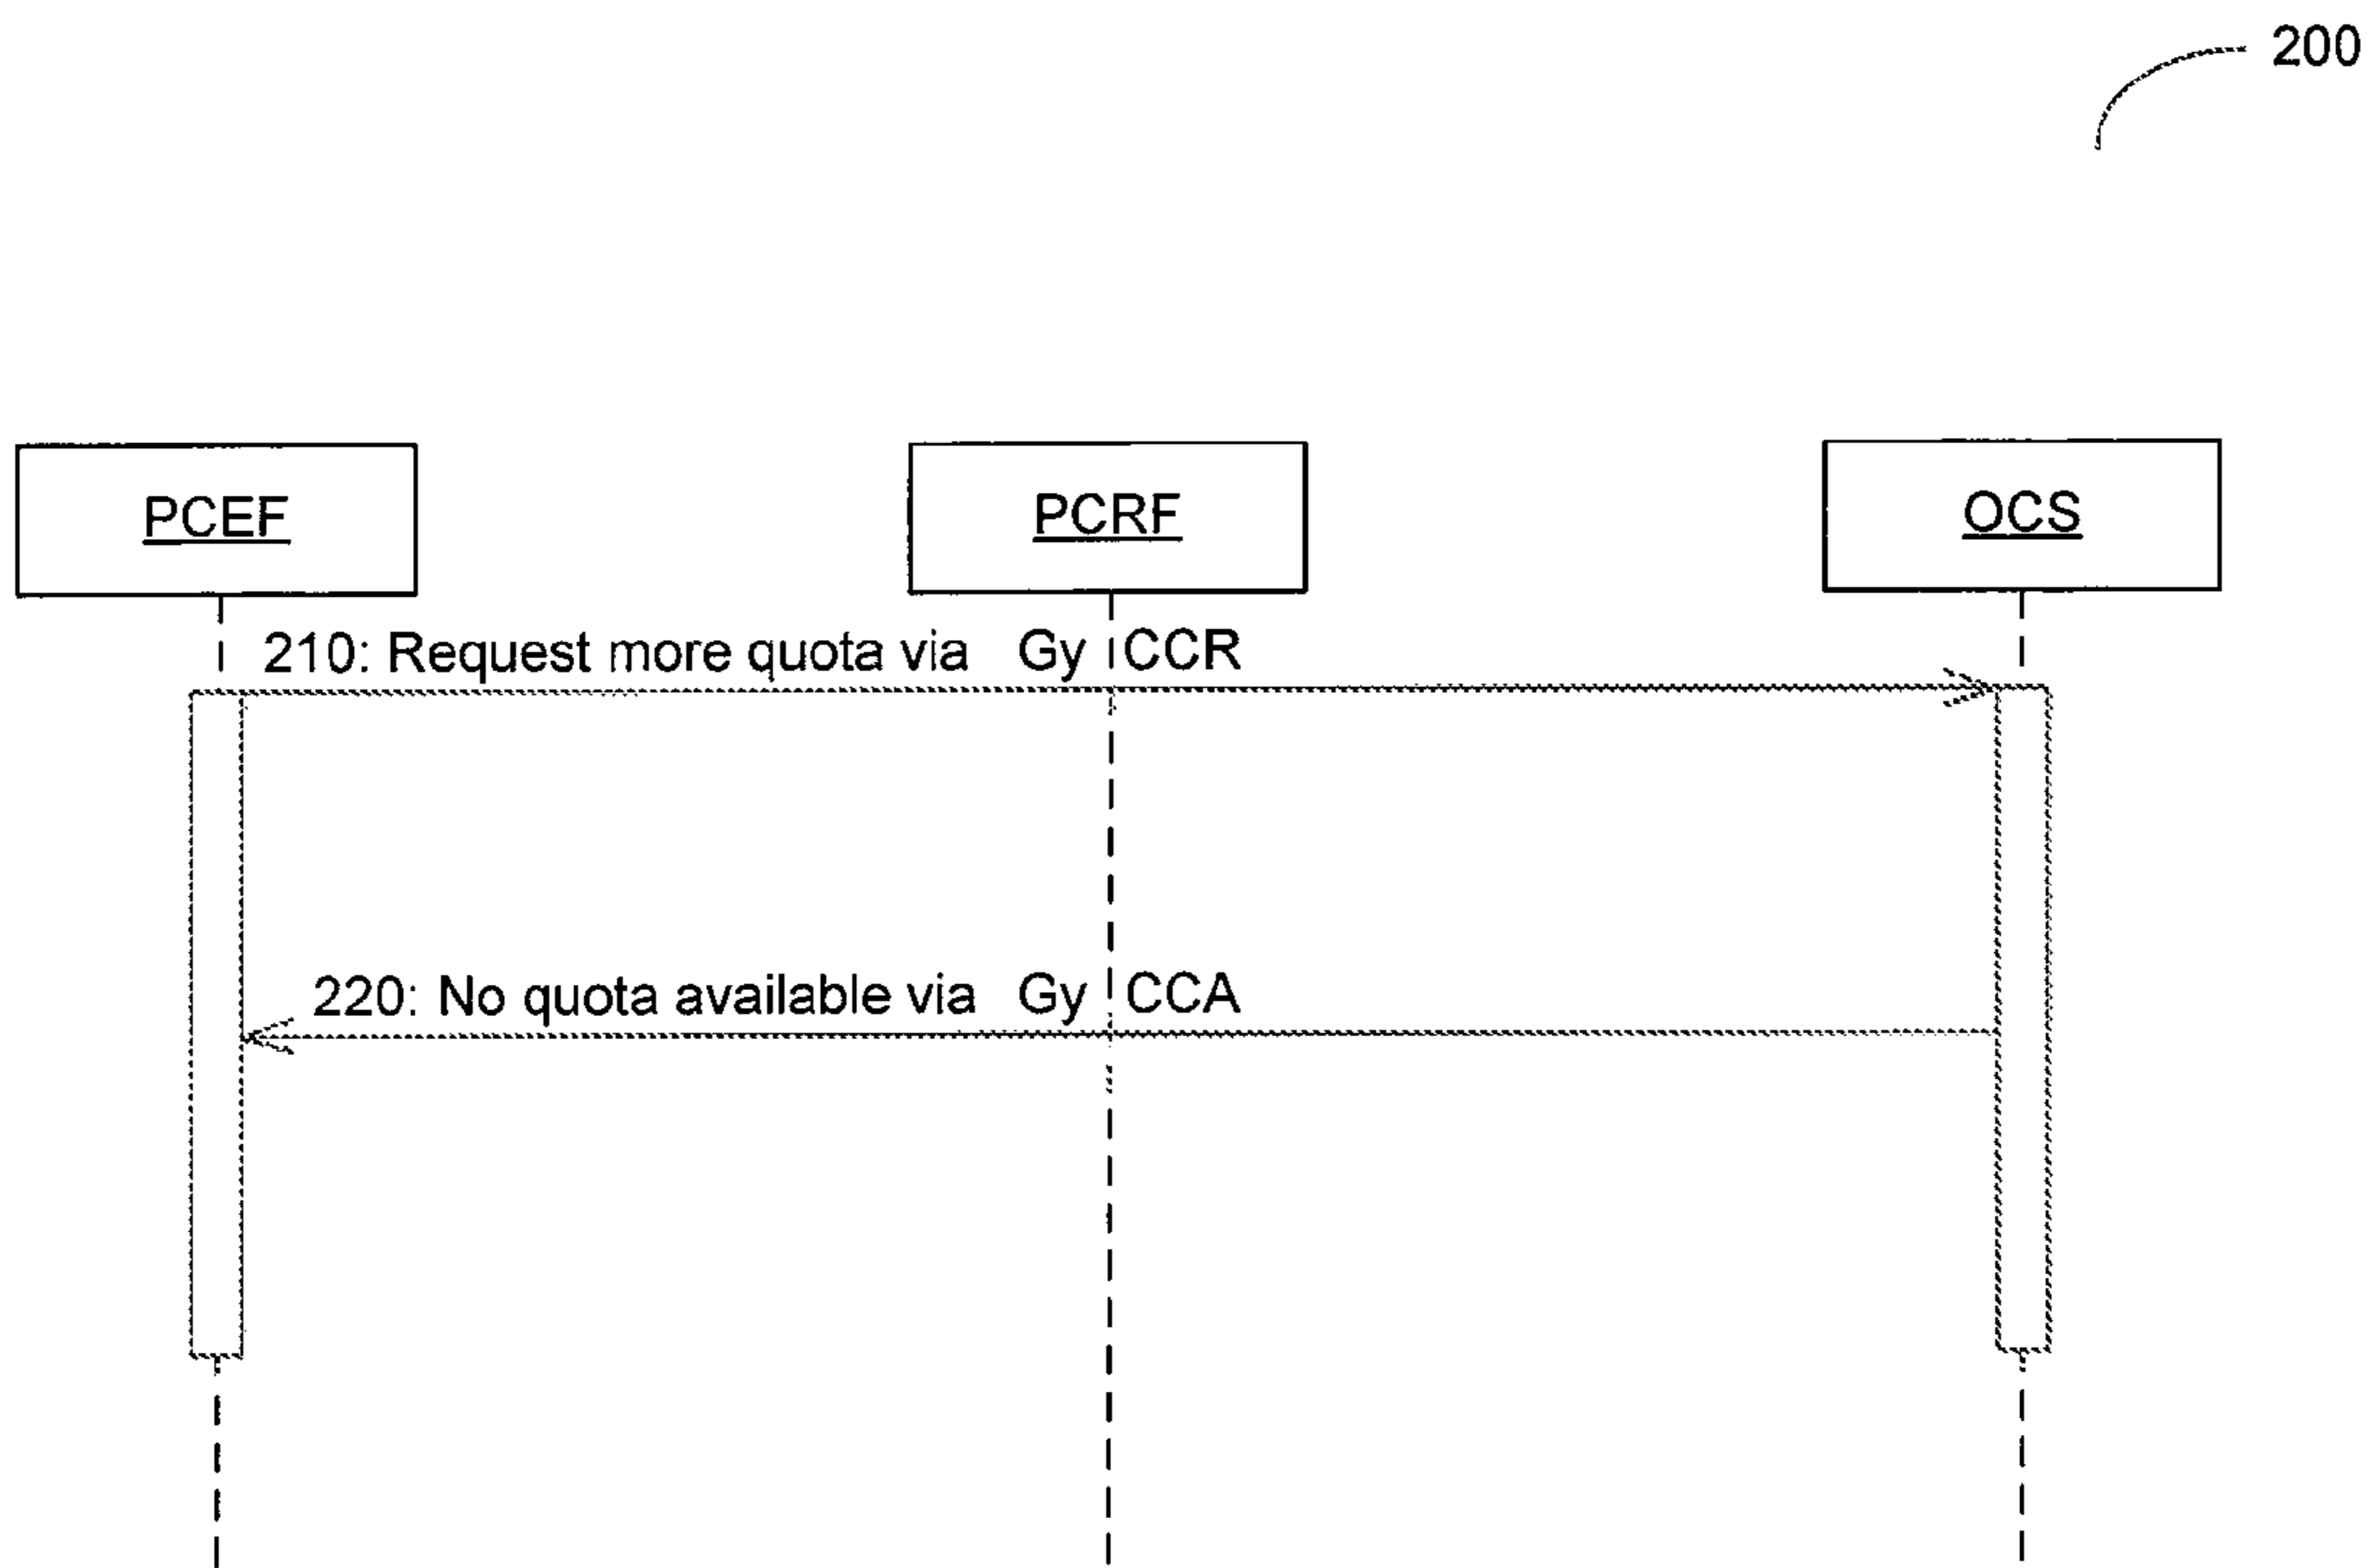 200
PCEF PCRF OCS
210: Request more quota via Gy CCR
220: No quota available via Gy CCA